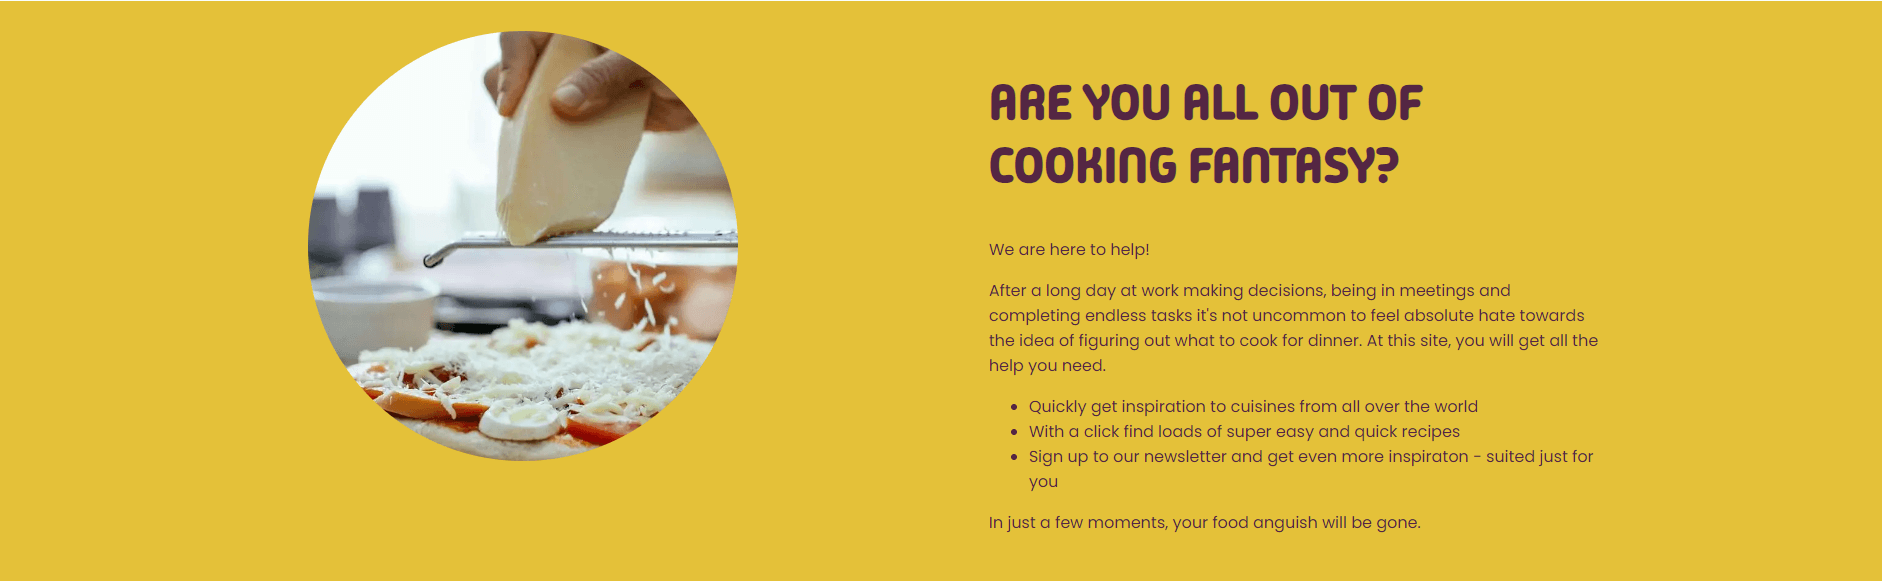 ARE YOU ALL OUT OF
COOKING FANTASY?
We are here to help!
After a long day at work making decisions, being in meetings and
completing endless tasks it's not uncommon to feel absolute hate towards
the idea of figuring out what to cook for dinner. At this site, you will get all the
help you need.
• Quickly get inspiration to cuisines from all over the world
• With a click find loads of super easy and quick recipes
• Sign up to our newsletter and get even more inspiraton - suited just for
you
In just a few moments, your food anguish will be gone.